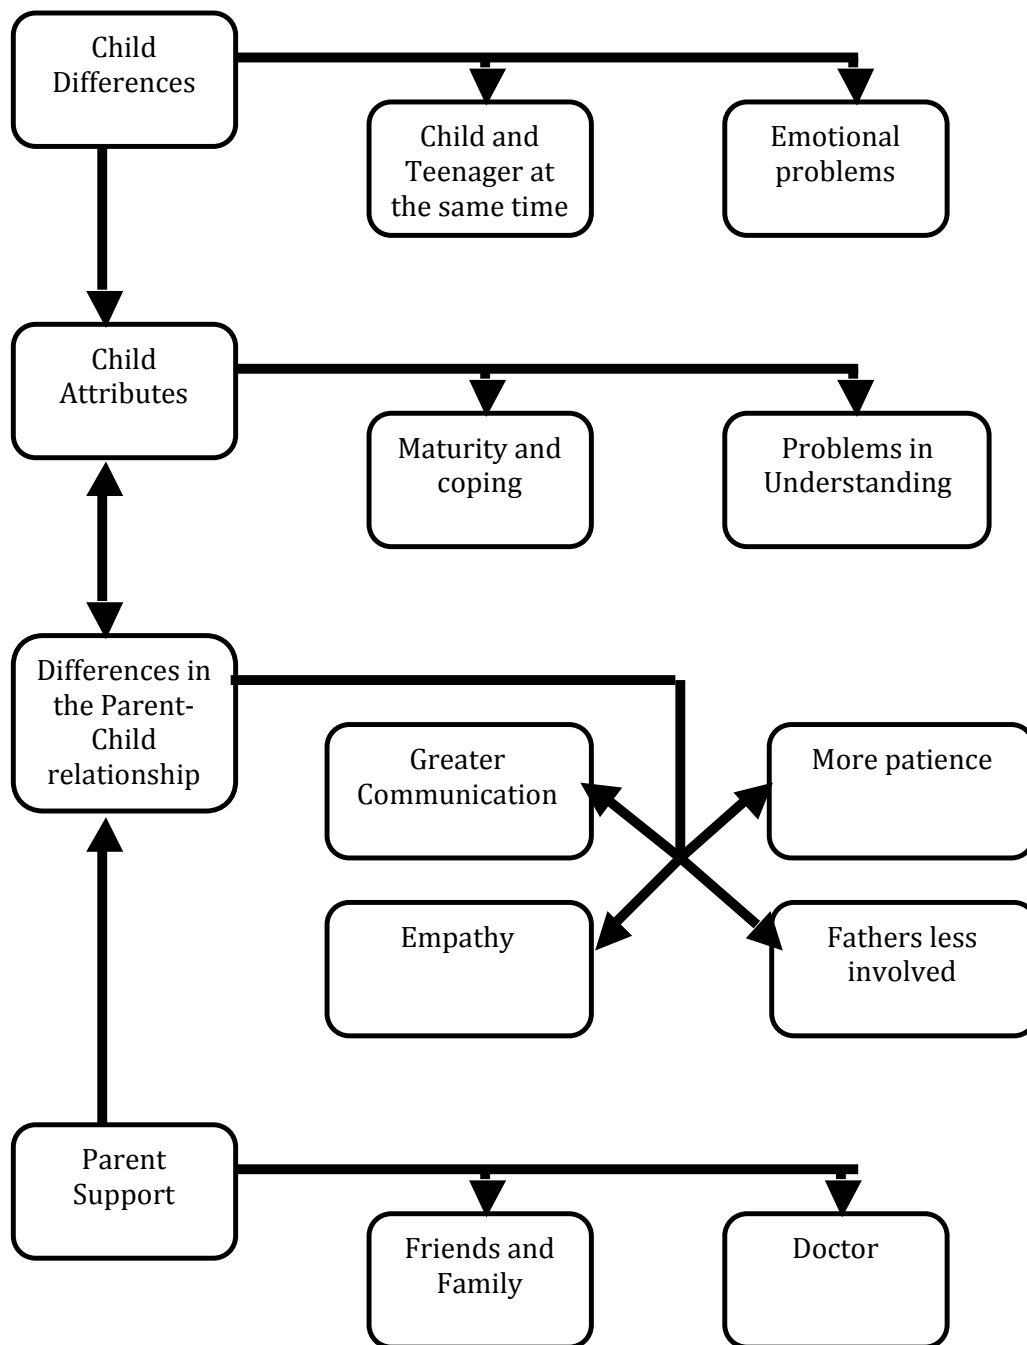 Child
Differences
Child and
Teenager at
the same time
Emotional
problems
Child
Attributes
Maturity and
coping
Problems in
Understanding
Differences in
the Parent-
Child
relationship
Greater
Communication
More patience
Empathy
Fathers less
involved
Parent
Support
Friends and
Family
Doctor